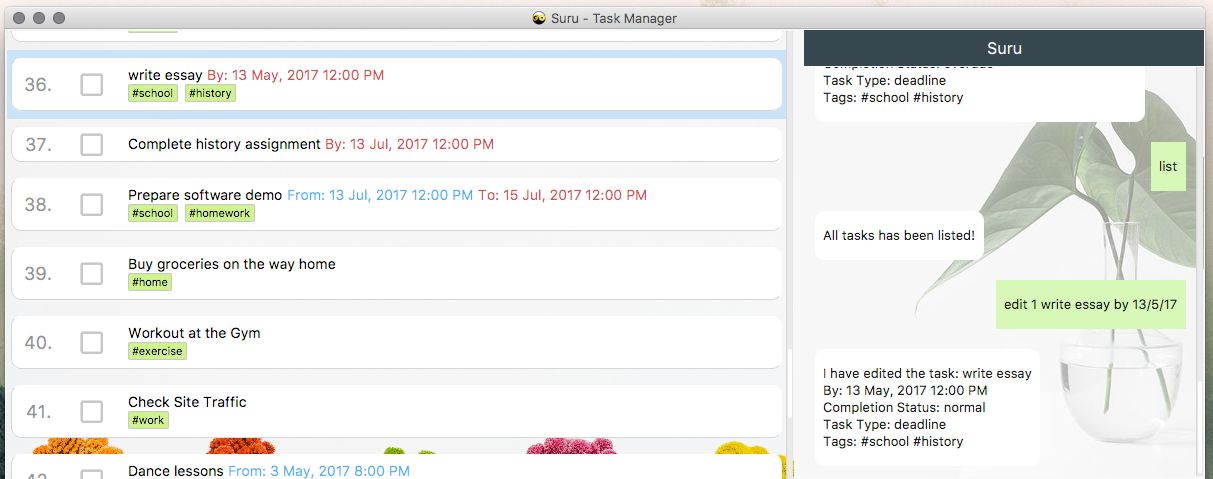 Suru - Task Manager
36.
write essay By: 13 May, 2017 12:00 PM
#school #history
37.
Complete history assignment By: 13 Jul, 2017 12:00 PM
38.
Prepare software demo From: 13 Jul, 2017 12:00 PM To: 15 Jul, 2017 12:00 PM
#school #homework
39.
Buy groceries on the way home
#home
40.
Workout at the Gym
#exercise
41.
Check Site Traffic
#work
Dance lessons From: 3 May, 2017 8:00 PM
Suru
Task Type: deadline
Tags: #school #history
list
All tasks has been listed!
edit 1 write essay by 13/5/17
I have edited the task: write essay
By: 13 May, 2017 12:00 PM
Completion Status: normal
Task Type: deadline
Tags: #school #history